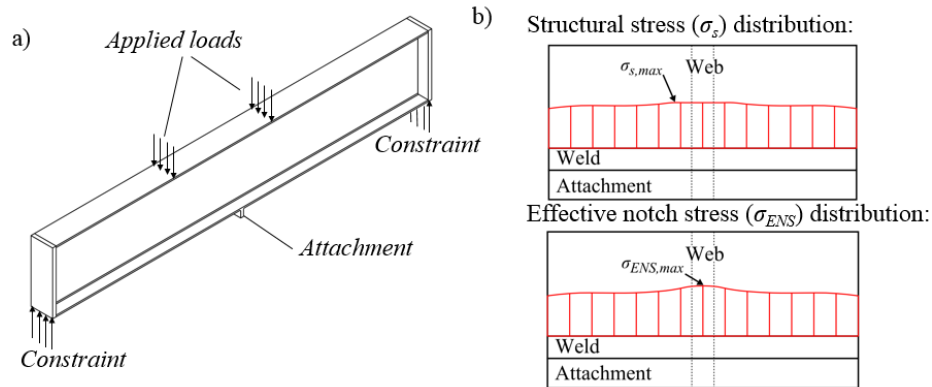 a)
Applied loads
Constraint
Attachment
Constraint
b)
Structural stress (σs) distribution:
Web
σs,max
Weld
Attachment
Effective notch stress (σENS) distribution:
Web
σENS,max
Weld
Attachment